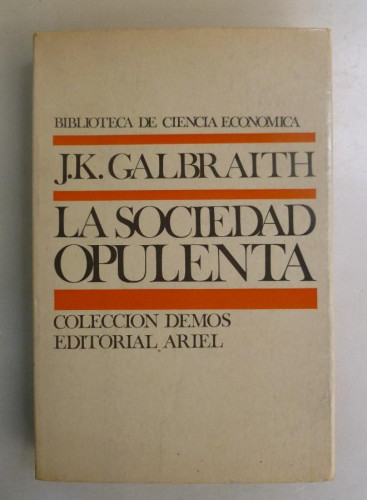 BIBLIOTECA DE CIENCIA ECONOMICA
J.K. GALBRAITH
LA SOCIEDAD
OPULENTA
COLECCION DEMOS
EDITORIAL ARIEL